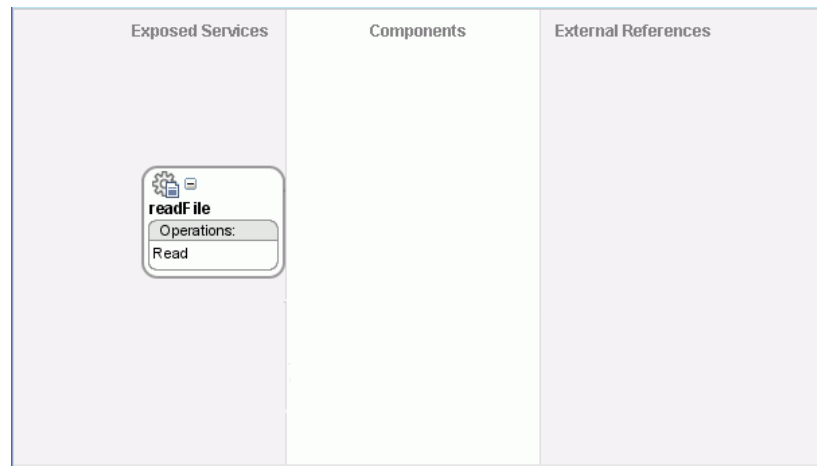 Exposed Services
Components
External References
readFile
Operations:
Read